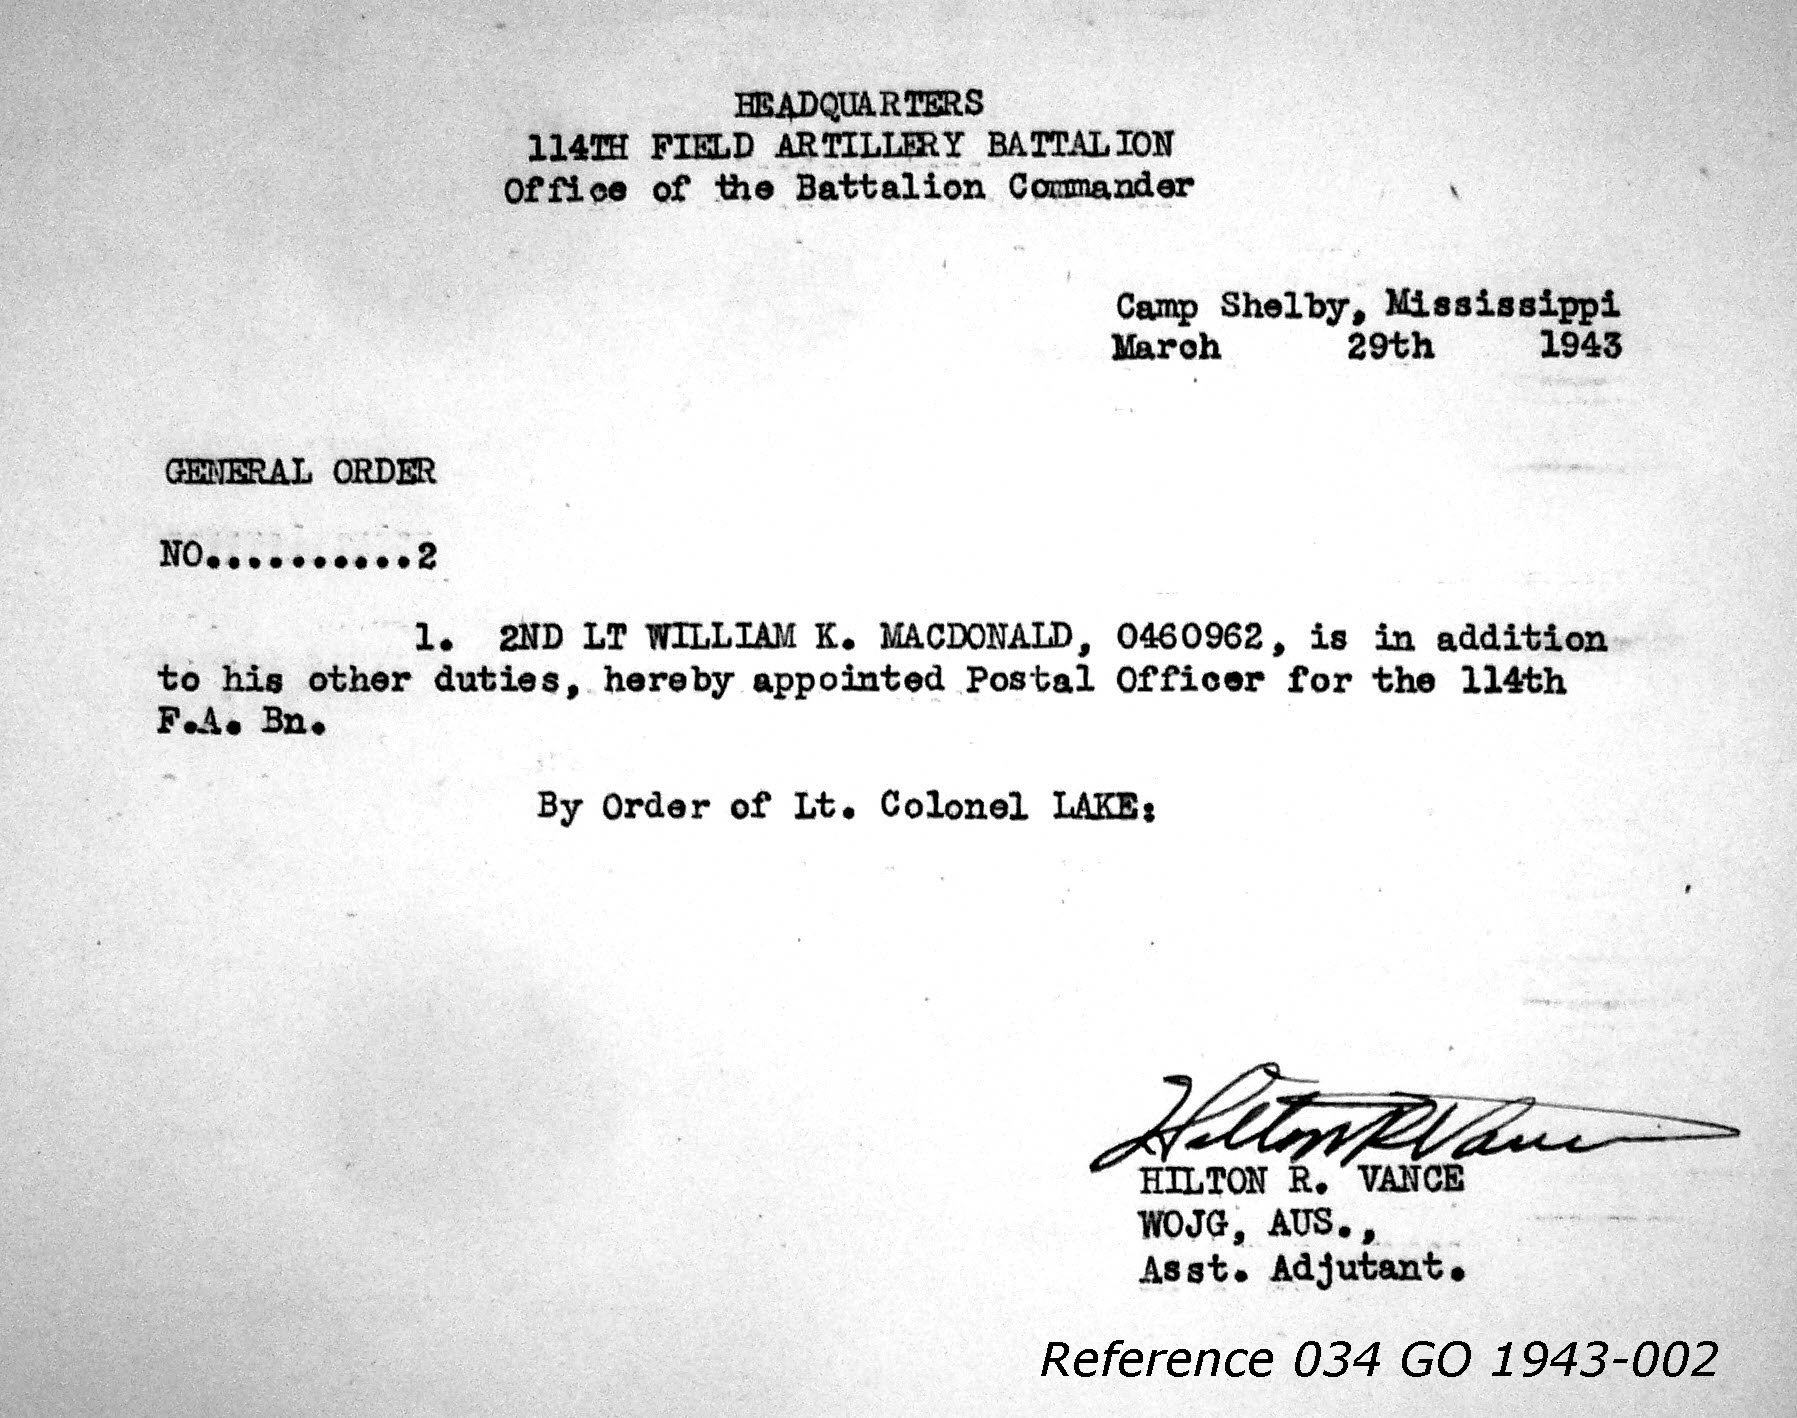 HEADQUARTERS
114TH FIELD ARTILLERY BATTALION
Office of the Battalion Commander
Camp Shelby, Mississippi
March 29th 1943
GENERAL ORDER
NO..........2
1. 2ND LT WILLIAM K. MACDONALD, 0460962, is in addition
to his other duties, hereby appointed Postal Officer for the 114th
F.A. Bn.
By Order of Lt. Colonel LAKE:
Hilton R Vance
HILTON R. VANCE
WOJG, AUS.,
Asst. Adjutant.
Reference 034 GO 1943-002